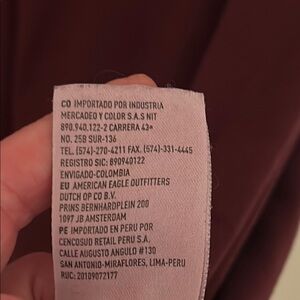 CO IMPORTADO POR INDUSTRIA
MERCADEO Y COLOR S.A.S NIT
890.940.122-2 CARRERA 43ª
NO. 25B SUR-136
TEL. (574)-270-4211 FAX. (574)-331-4445
REGISTRO SIC: 890940122
ENVIGADO-COLOMBIA
EU AMERICAN EAGLE OUTFITTERS
DUTCH OP CO B.V.
PRINS BERNHARDPLEIN 200
1097 JB AMSTERDAM
PE IMPORTADO EN PERU POR
CENCOSUD RETAIL PERU S.A.
CALLE AUGUSTO ANGULO #130
SAN ANTONIO-MIRAFLORES, LIMA-PERU
RUC: 20109072177